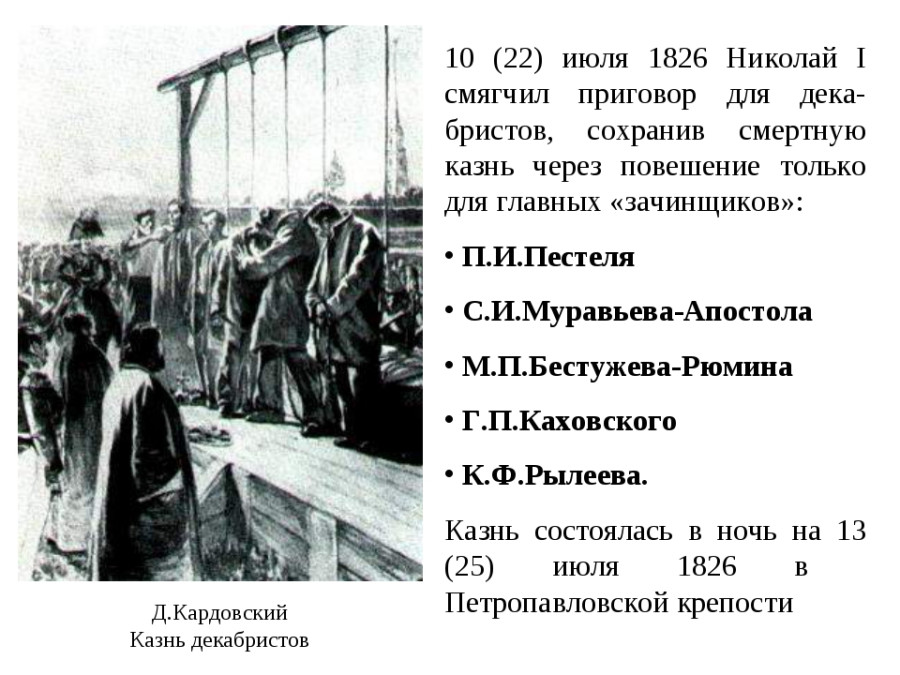 10 (22) июля 1826 Николай I
смягчил приговор для дека-
бристов, сохранив смертную
казнь через повешение только
для главных «зачинщиков»:
• П.И.Пестеля
• С.И.Муравьева-Апостола
• М.П.Бестужева-Рюмина
• Г.П.Каховского
• К.Ф.Рылеева.
Казнь состоялась в ночь на 13
(25) июля 1826 в
Петропавловской крепости
Д.Кардовский
Казнь декабристов